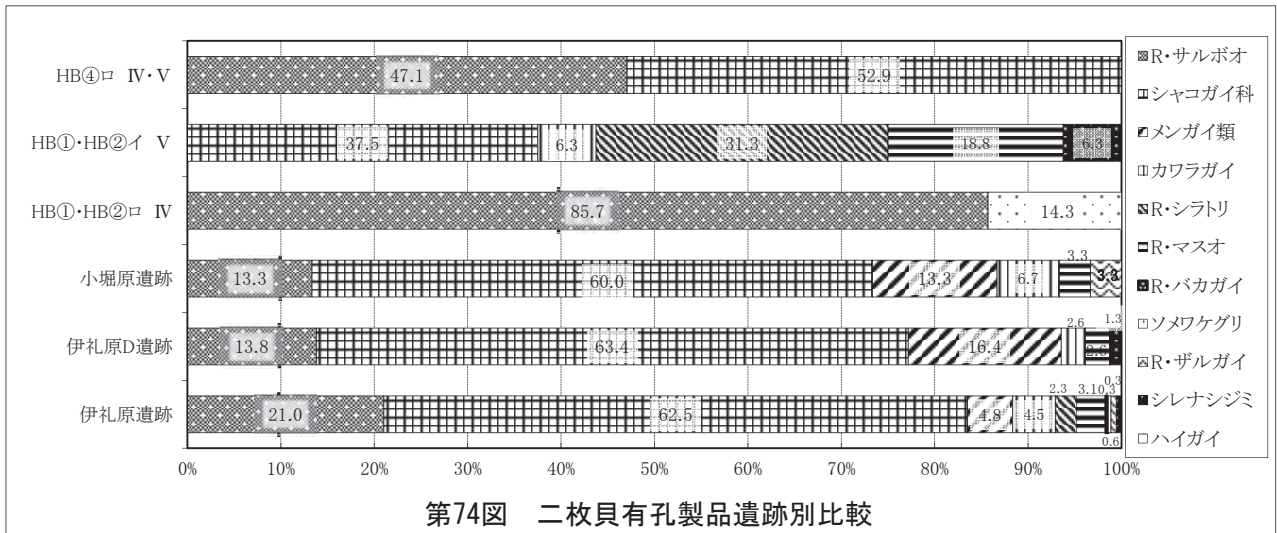 HB④ロ Ⅳ・Ⅴ 47.1 52.9
HB①・HB②イ Ⅴ 37.5 6.3 31.3 18.8 6.3
HB①・HB②ロ Ⅳ 85.7 14.3
小堀原遺跡 13.3 60.0 13.3 6.7 3.3 3.3
伊礼原D遺跡 13.8 63.4 16.4 2.6 2.6 1.3
伊礼原遺跡 21.0 62.5 4.8 4.5 2.3 3.1 0.6 0.3 0.3
0% 10% 20% 30% 40% 50% 60% 70% 80% 90% 100%
R・サルボオ
シャコガイ科
メンガイ類
カワラガイ
R・シラトリ
R・マスオ
R・バカガイ
ソメワケグリ
R・ザルガイ
シレナシジミ
ハイガイ
第74図 二枚貝有孔製品遺跡別比較